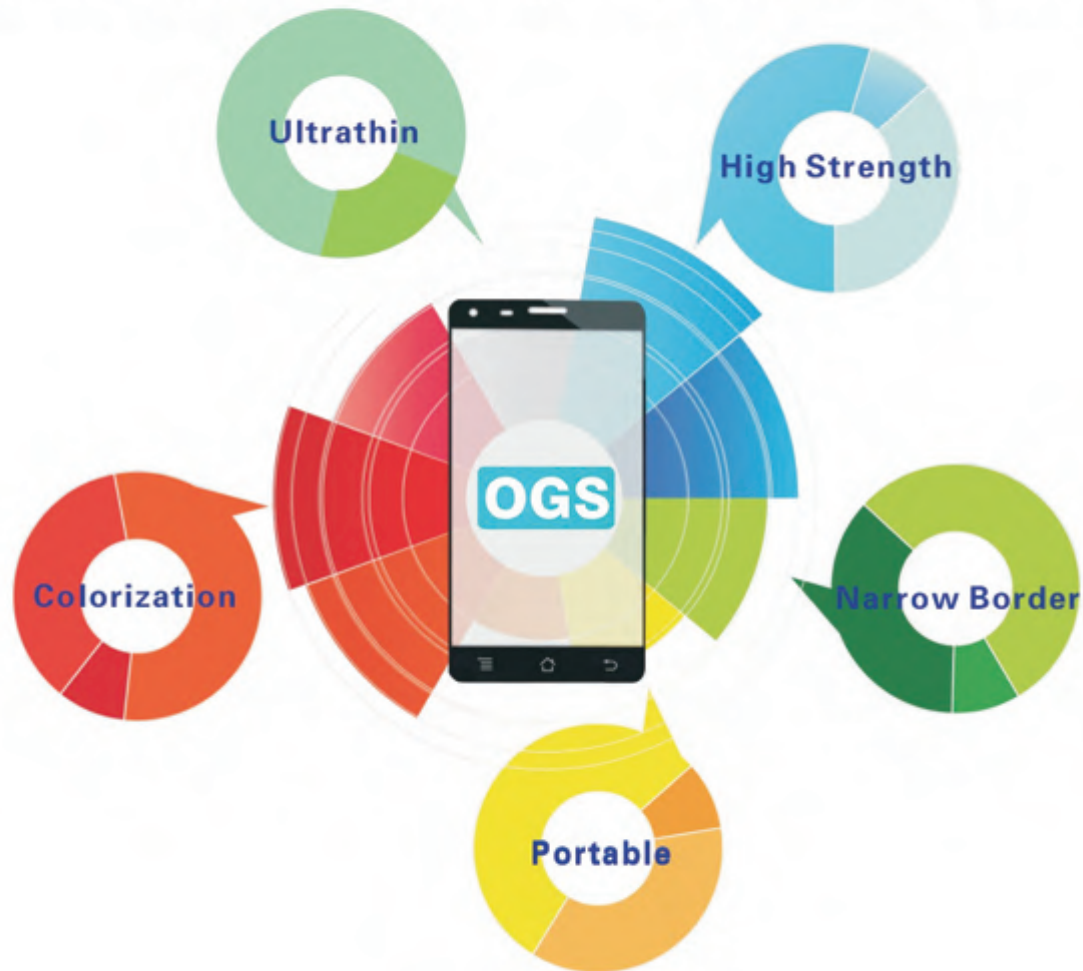 Ultrathin
High Strength
OGS
Colorization
Narrow Border
Portable